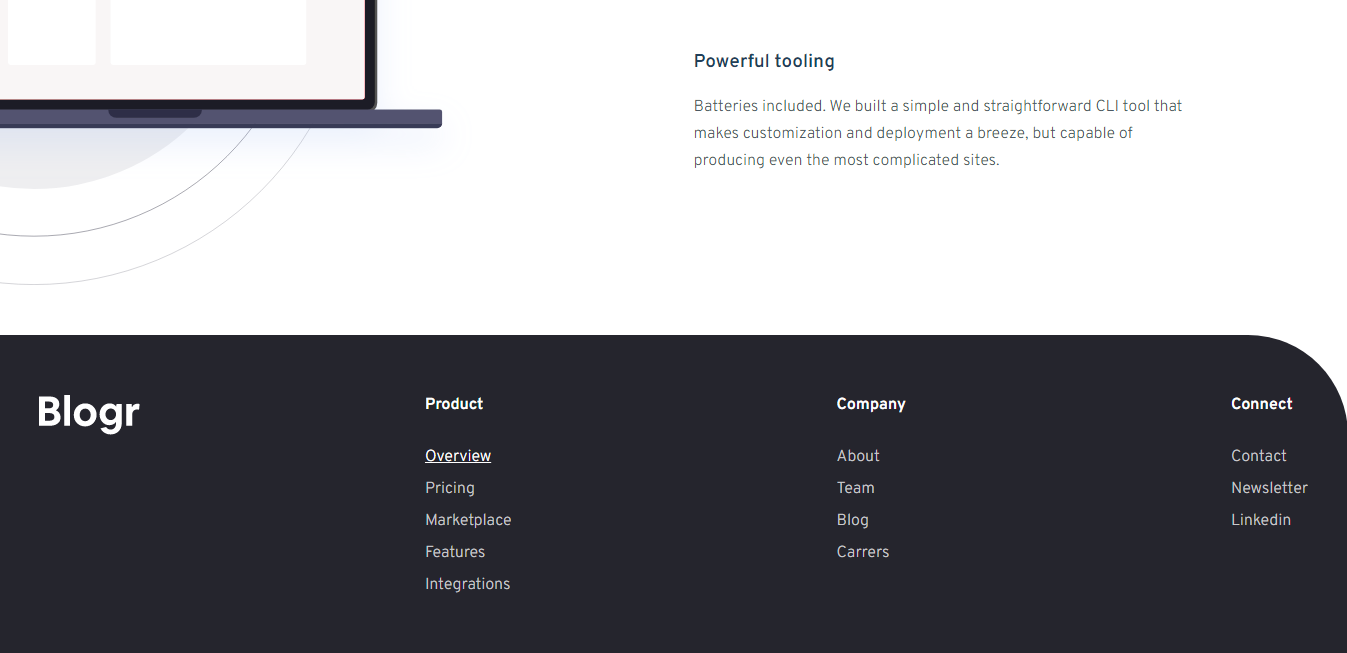 Powerful tooling
Batteries included. We built a simple and straightforward CLI tool that
makes customization and deployment a breeze, but capable of
producing even the most complicated sites.
Blogr
Product
Overview
Pricing
Marketplace
Features
Integrations
Company
About
Team
Blog
Carrers
Connect
Contact
Newsletter
Linkedin